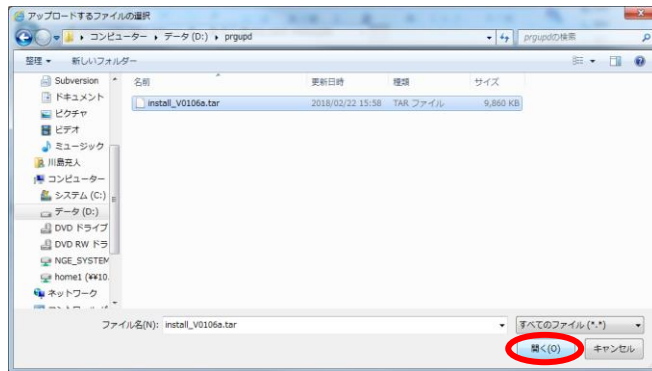 アップロードするファイルの選択
コンピューター ▸ データ (D:) ▸ prgupd
prgupdの検索
整理 ▼ 新しいフォルダー
名前 更新日時 種類 サイズ
install_V0106a.tar 2018/02/22 15:58 TAR ファイル 9,860 KB
Subversion
ドキュメント
ピクチャ
ビデオ
ミュージック
川島亮人
コンピューター
システム (C:)
データ (D:)
DVD ドライブ
DVD RW ドラ
NGE_SYSTEM
home1 (¥¥10.
ネットワーク
ファイル名(N): install_V0106a.tar
すべてのファイル (*.*)
開く(O) キャンセル